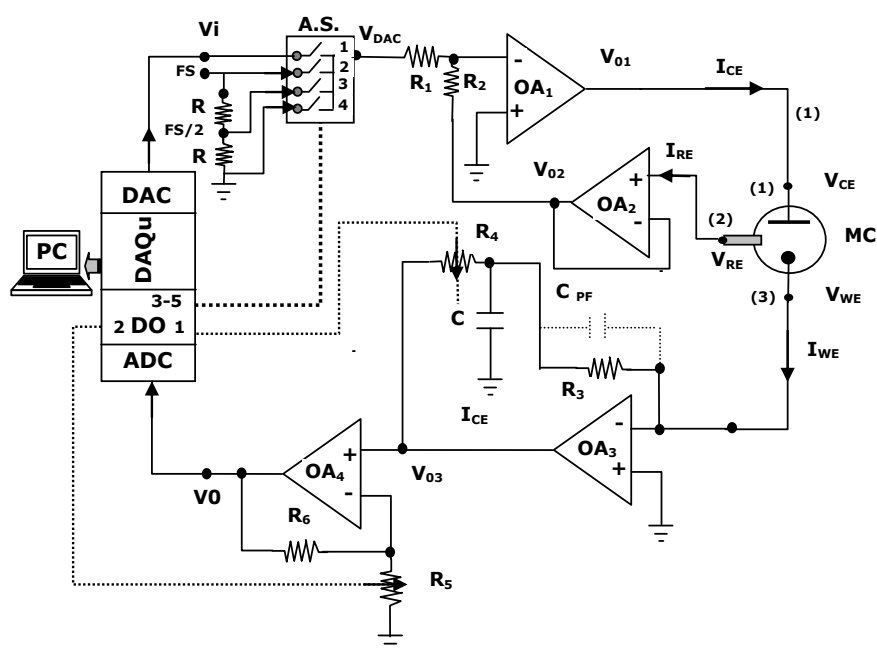 A.S.
Vi
V_DAC
FS
1
2
3
4
R
FS/2
R
R1
R2
-
+
OA1
V01
ICE
(1)
V02
IRE
+
-
OA2
(1)
VCE
(2)
VRE
MC
(3)
VWE
IWE
DAC
DAQu
PC
3-5
2 DO 1
ADC
R4
C
C PF
R3
ICE
-
+
OA3
V03
+
-
OA4
V0
R6
R5